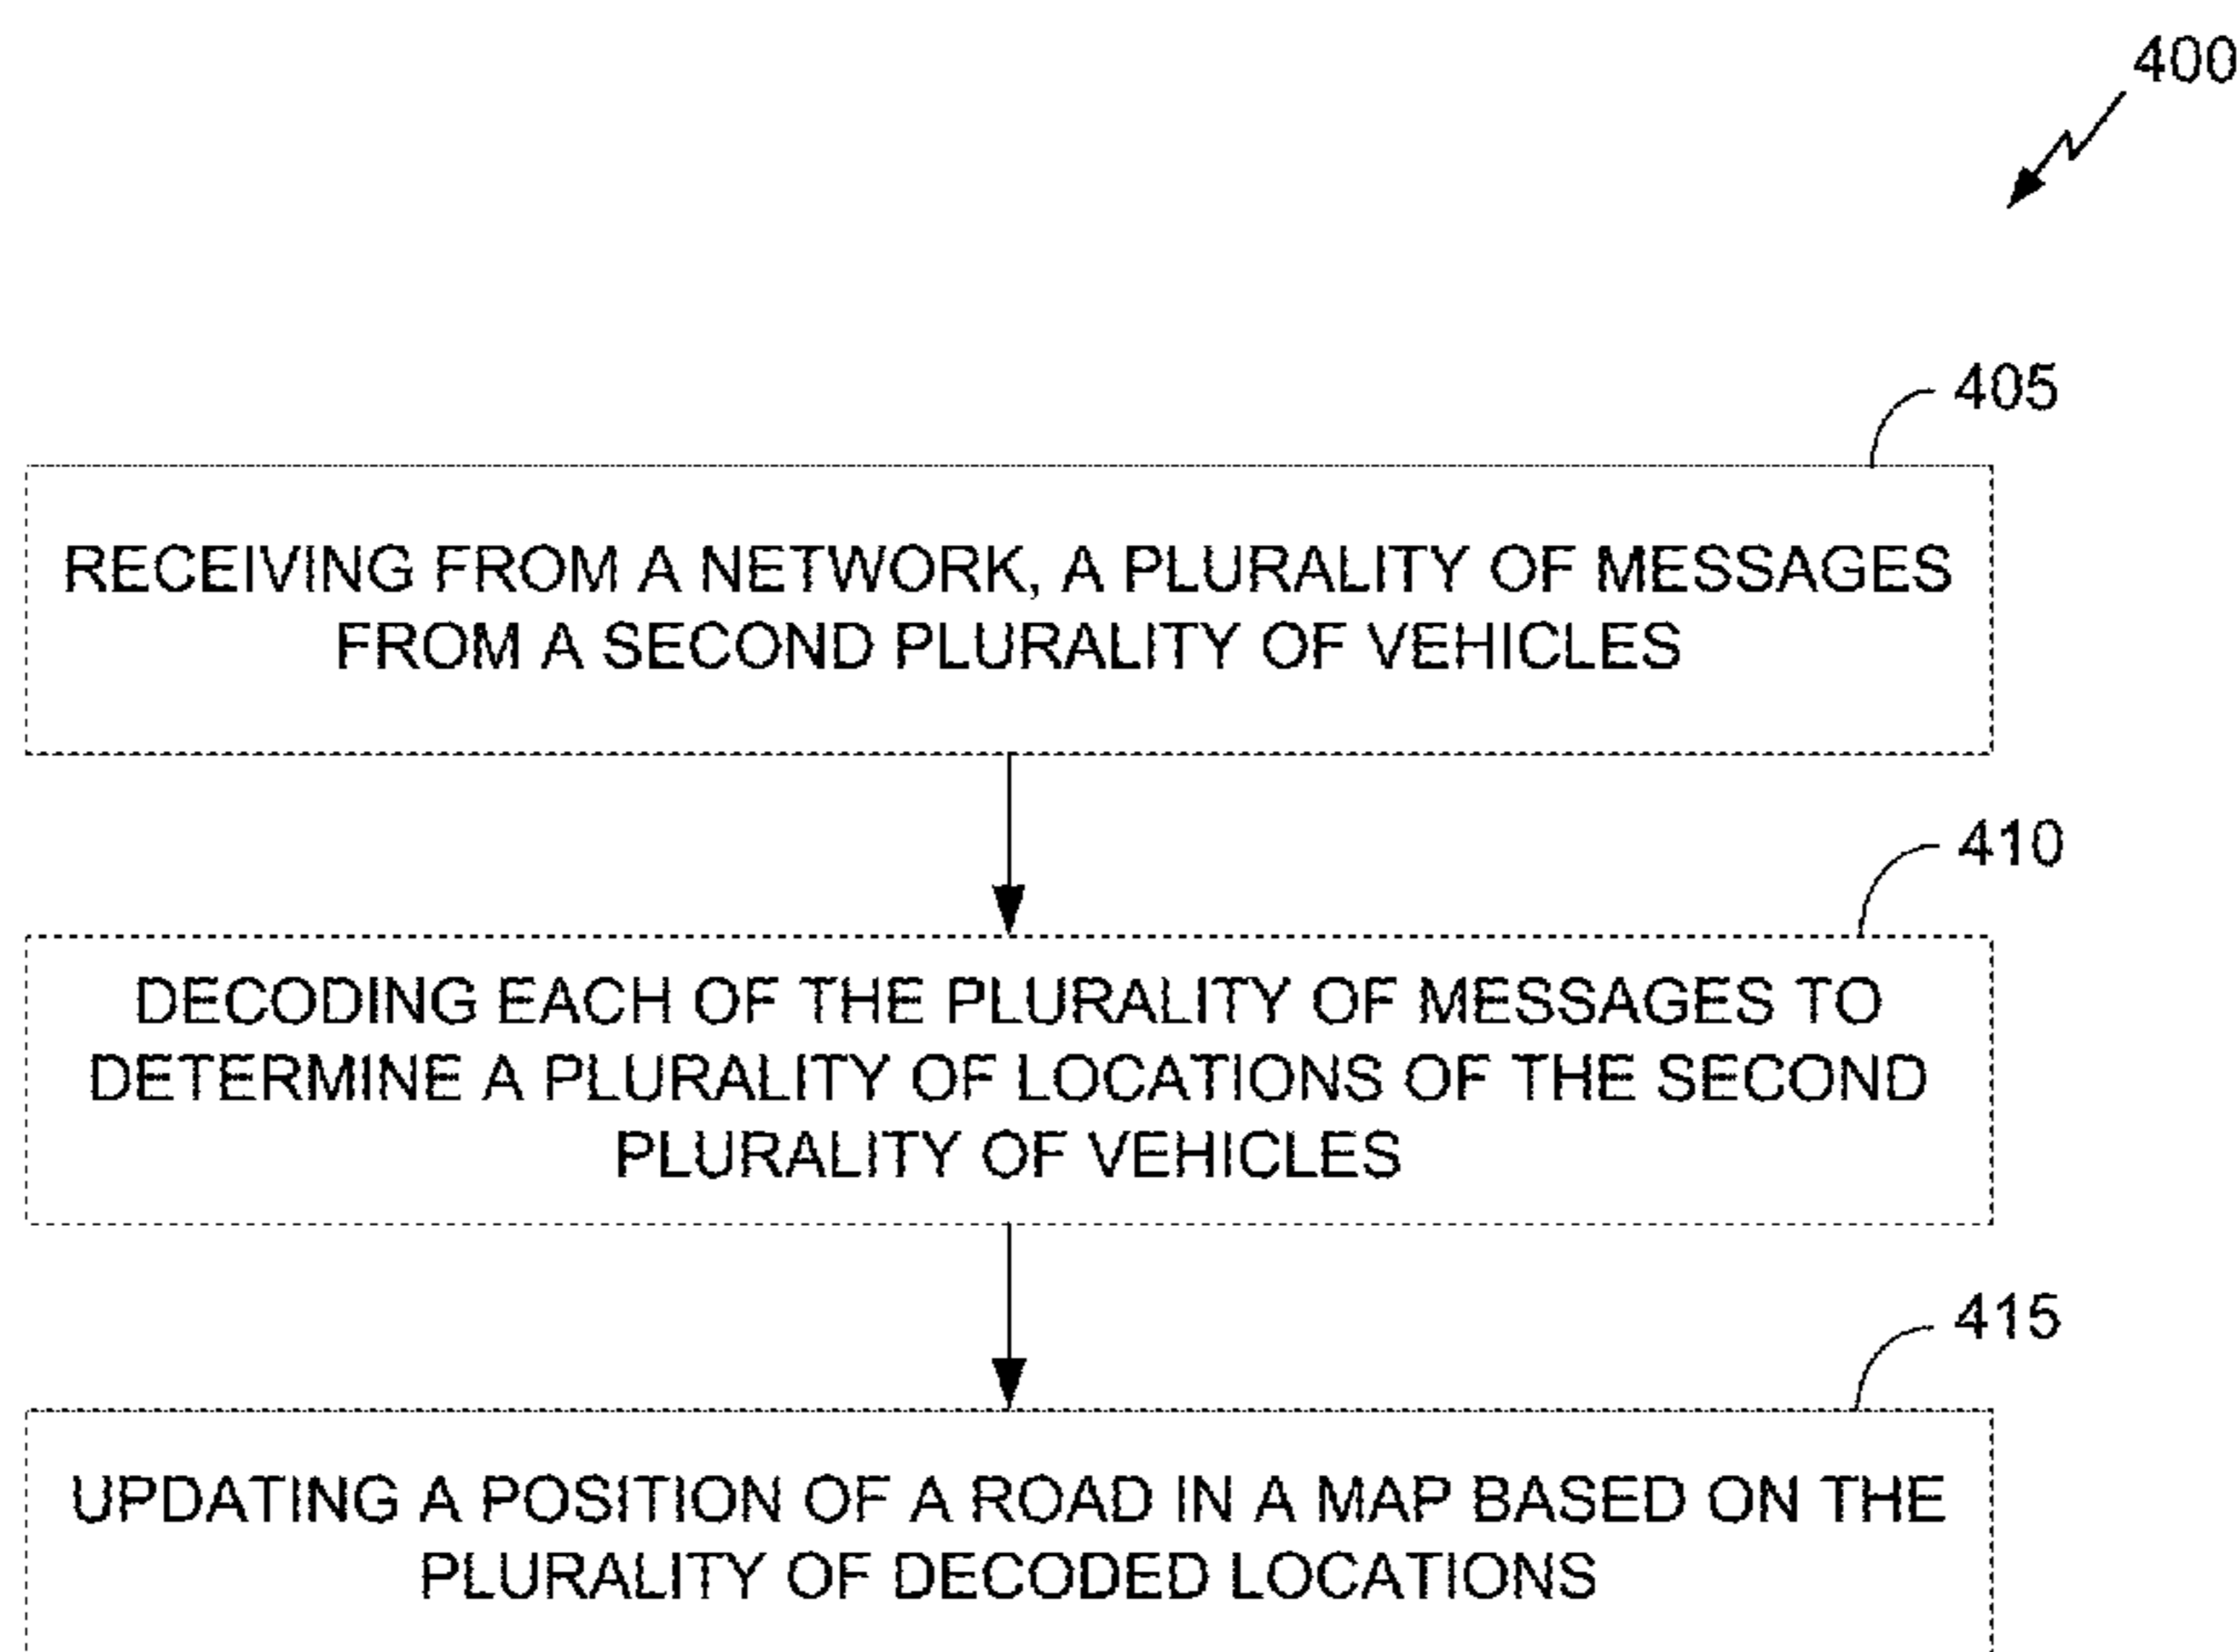 400
405
RECEIVING FROM A NETWORK, A PLURALITY OF MESSAGES
FROM A SECOND PLURALITY OF VEHICLES
410
DECODING EACH OF THE PLURALITY OF MESSAGES TO
DETERMINE A PLURALITY OF LOCATIONS OF THE SECOND
PLURALITY OF VEHICLES
415
UPDATING A POSITION OF A ROAD IN A MAP BASED ON THE
PLURALITY OF DECODED LOCATIONS